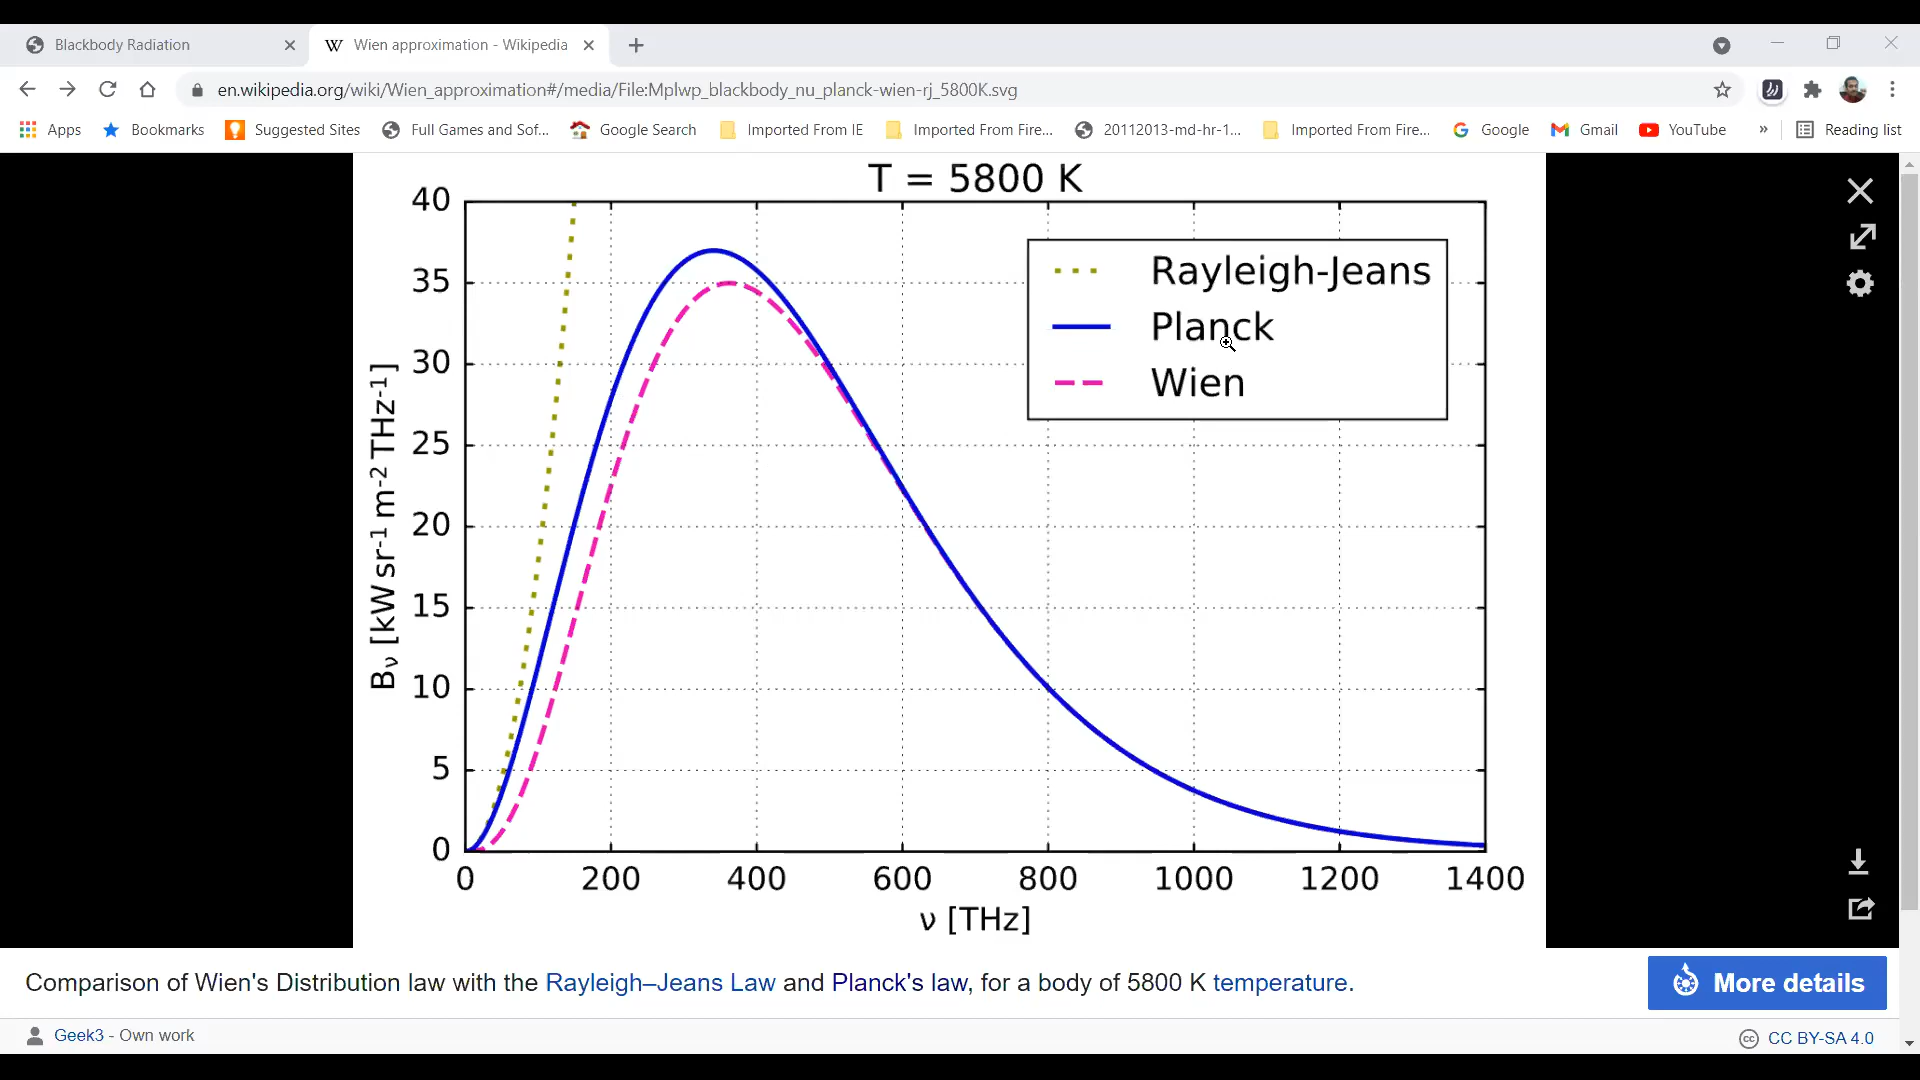 Blackbody Radiation
Wien approximation - Wikipedia
en.wikipedia.org/wiki/Wien_approximation#/media/File:Mplwp_blackbody_nu_planck-wien-rj_5800K.svg
Apps Bookmarks Suggested Sites Full Games and Sof... Google Search Imported From IE Imported From Fire... 20112013-md-hr-1... Imported From Fire... Google Gmail YouTube » Reading list
T = 5800 K
40
35
30
25
20
15
10
5
0
Bν [kW sr-1 m-2 THz-1]
Rayleigh-Jeans
Planck
Wien
0 200 400 600 800 1000 1200 1400
ν [THz]
Comparison of Wien's Distribution law with the Rayleigh–Jeans Law and Planck's law, for a body of 5800 K temperature.
More details
Geek3 - Own work
cc CC BY-SA 4.0